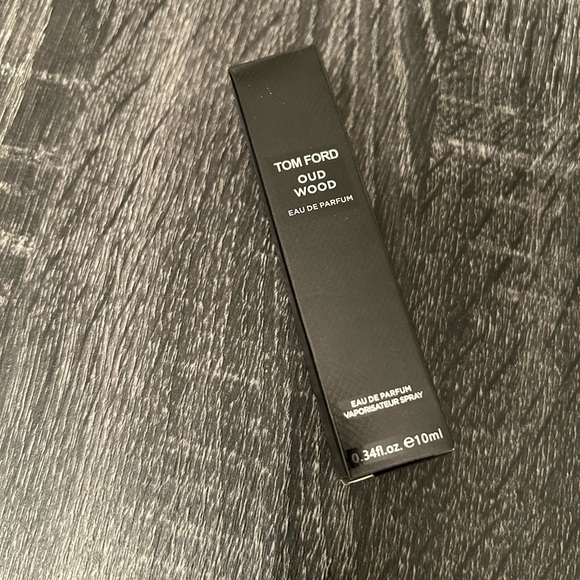 TOM FORD
OUD
WOOD
EAU DE PARFUM
EAU DE PARFUM
VAPORISATEUR SPRAY
0.34fl.oz.℮10ml